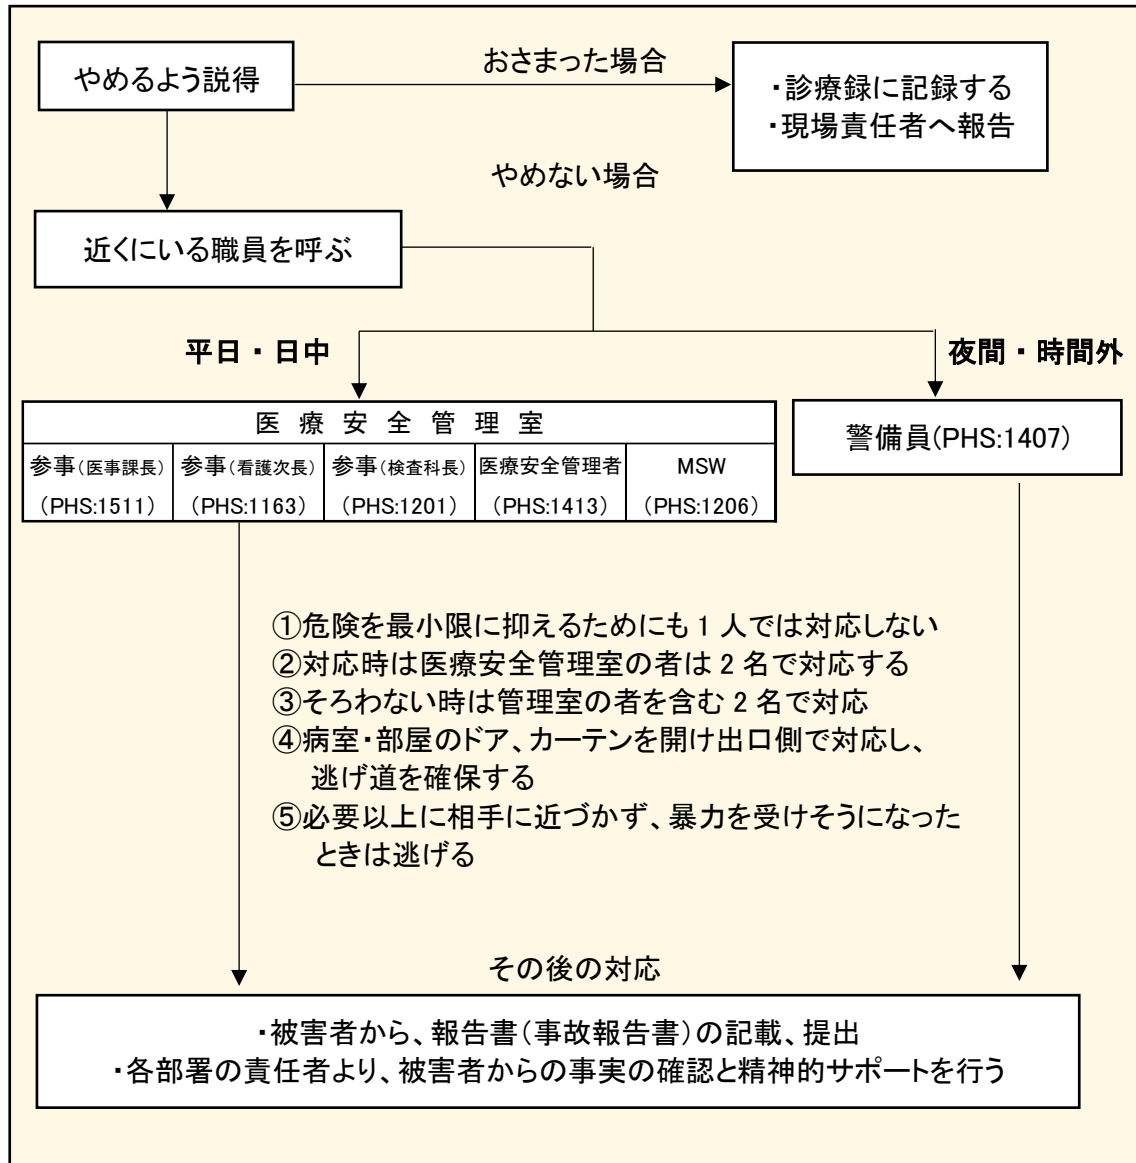 やめるよう説得
おさまった場合
・診療録に記録する
・現場責任者へ報告
やめない場合
近くにいる職員を呼ぶ
平日・日中
夜間・時間外
医療安全管理室
参事(医事課長) 参事(看護次長) 参事(検査科長) 医療安全管理者 MSW
(PHS:1511) (PHS:1163) (PHS:1201) (PHS:1413) (PHS:1206)
警備員(PHS:1407)
①危険を最小限に抑えるためにも1人では対応しない
②対応時は医療安全管理室の者は2名で対応する
③そろわない時は管理室の者を含む2名で対応
④病室・部屋のドア、カーテンを開け出口側で対応し、
逃げ道を確保する
⑤必要以上に相手に近づかず、暴力を受けそうになった
ときは逃げる
その後の対応
・被害者から、報告書(事故報告書)の記載、提出
・各部署の責任者より、被害者からの事実の確認と精神的サポートを行う